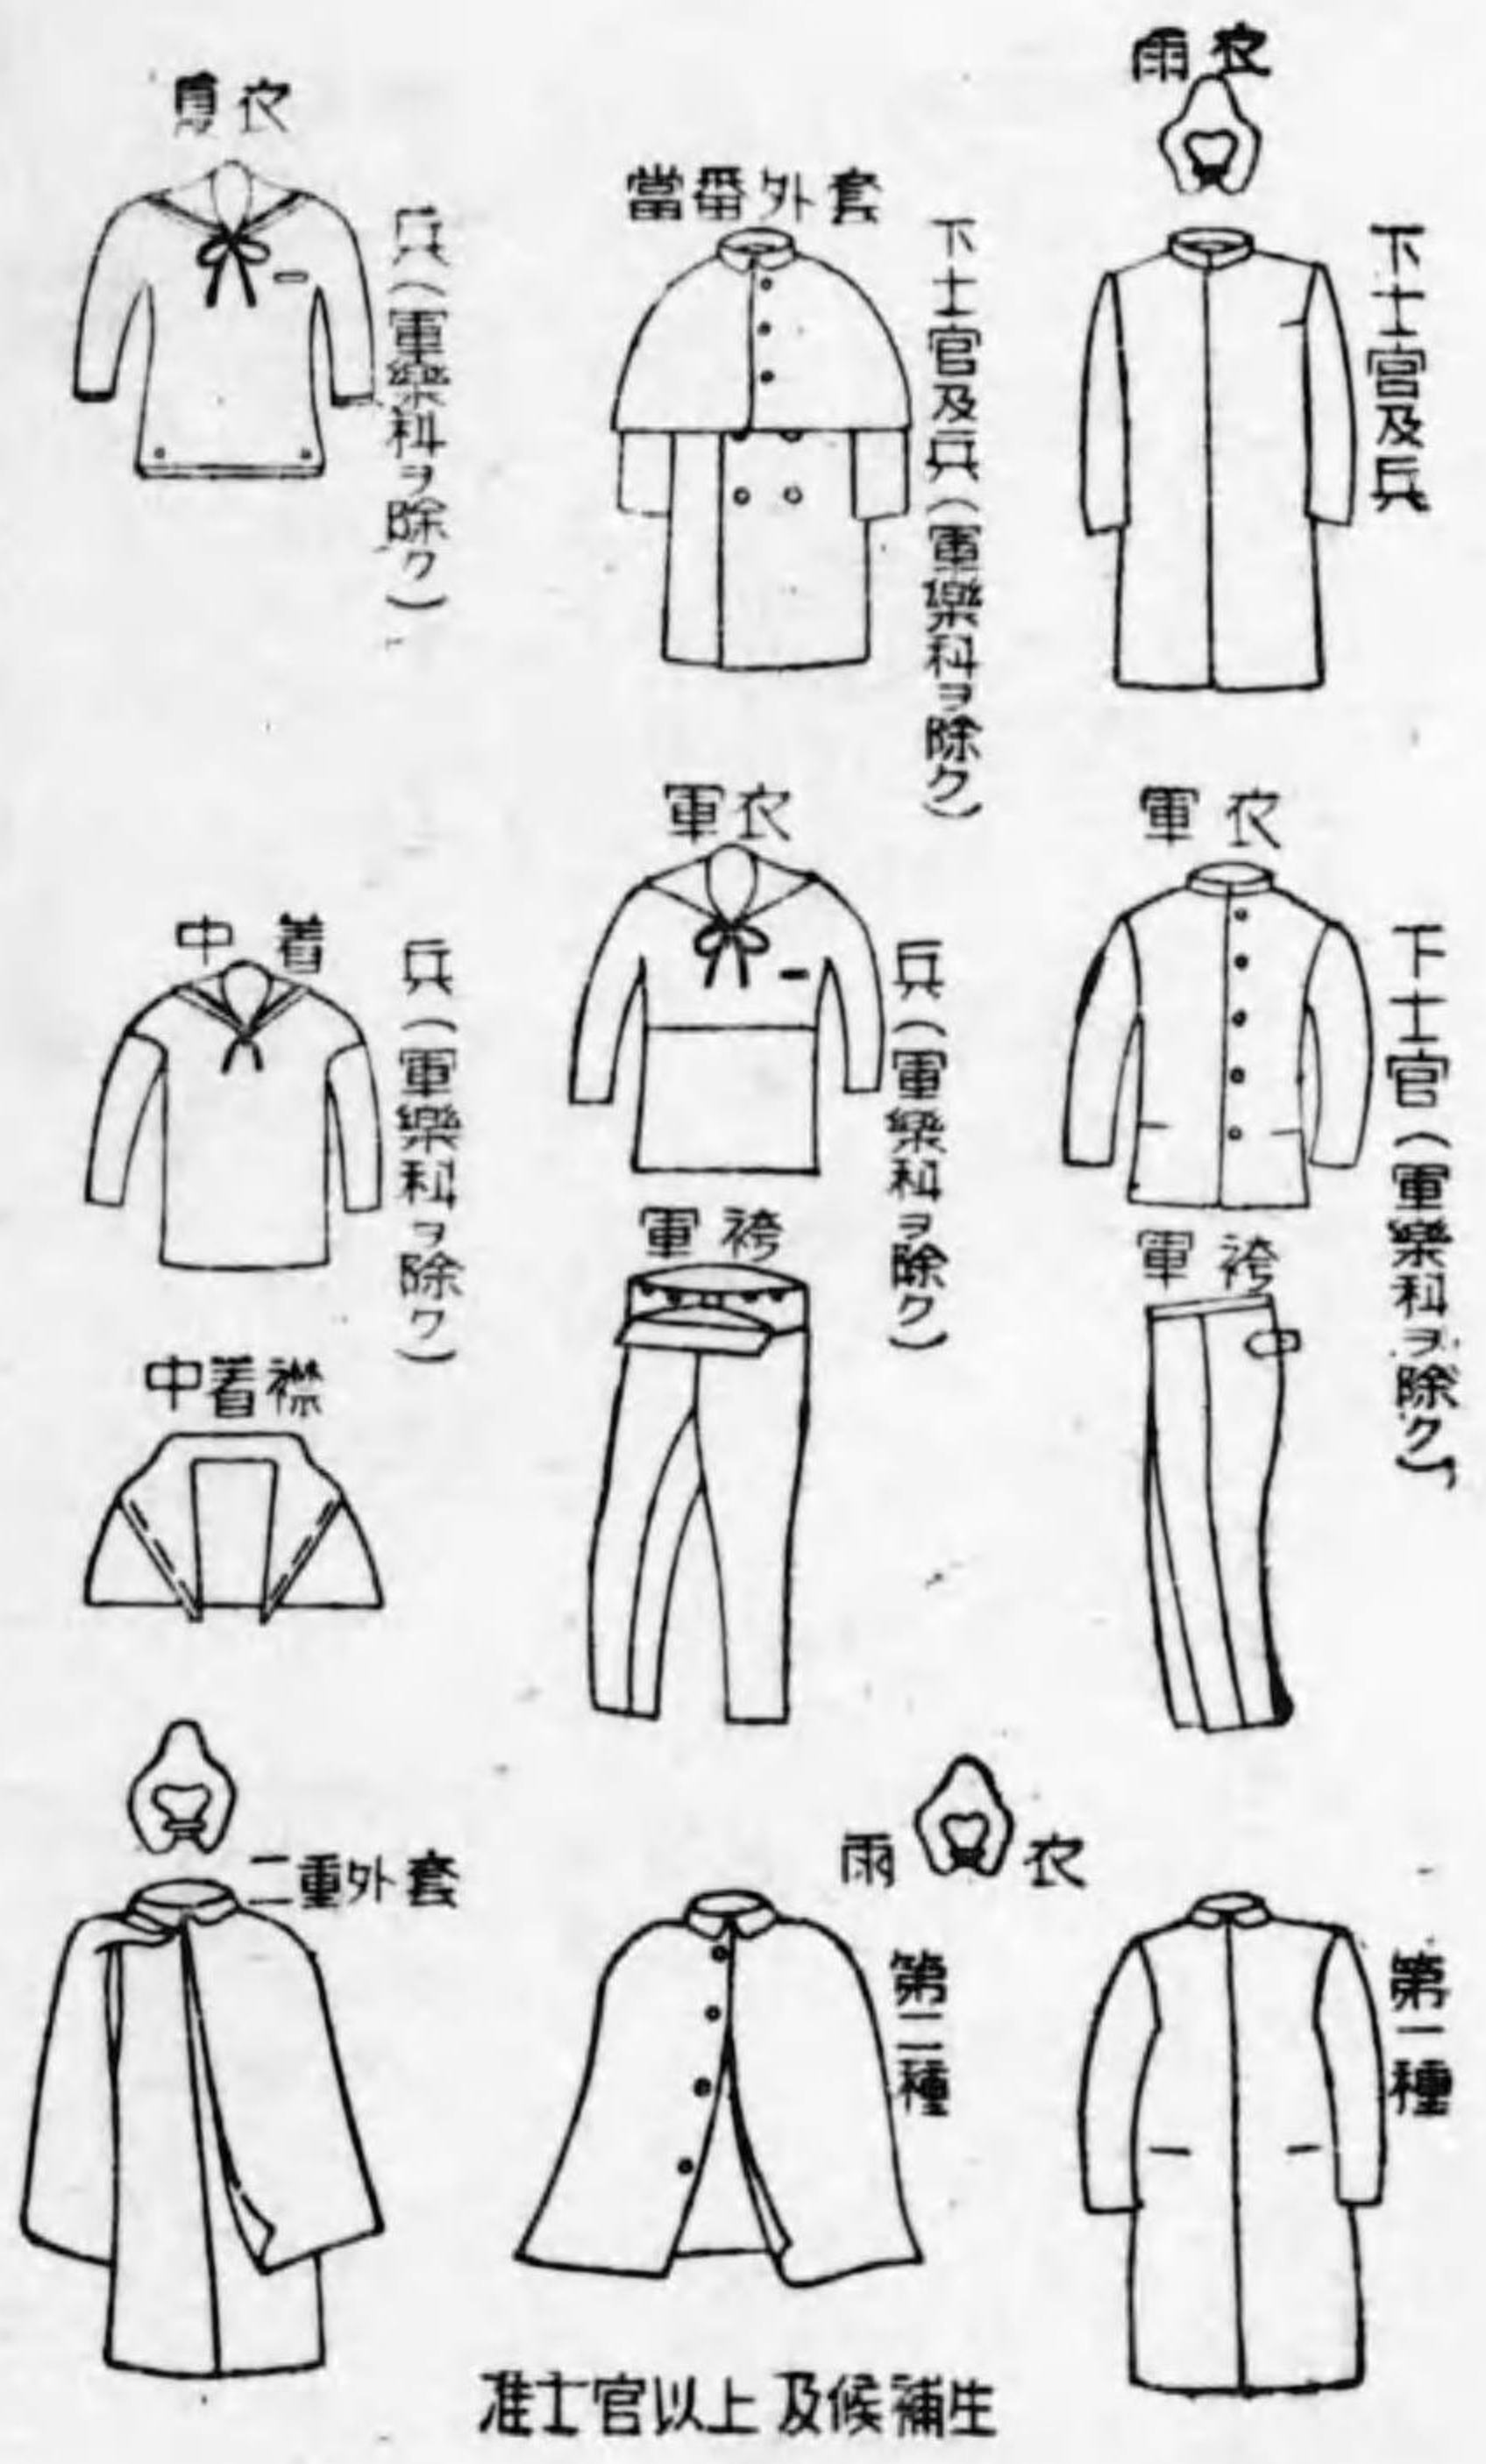 雨衣
下士官及兵
當番外套
下士官及兵（軍樂科ヲ除ク）
夏衣
兵（軍樂科ヲ除ク）
軍衣
軍袴
下士官（軍樂科ヲ除ク）
軍衣
軍袴
兵（軍樂科ヲ除ク）
中着
兵（軍樂科ヲ除ク）
中着襟
雨衣
第一種
第二種
二重外套
准士官以上及候補生